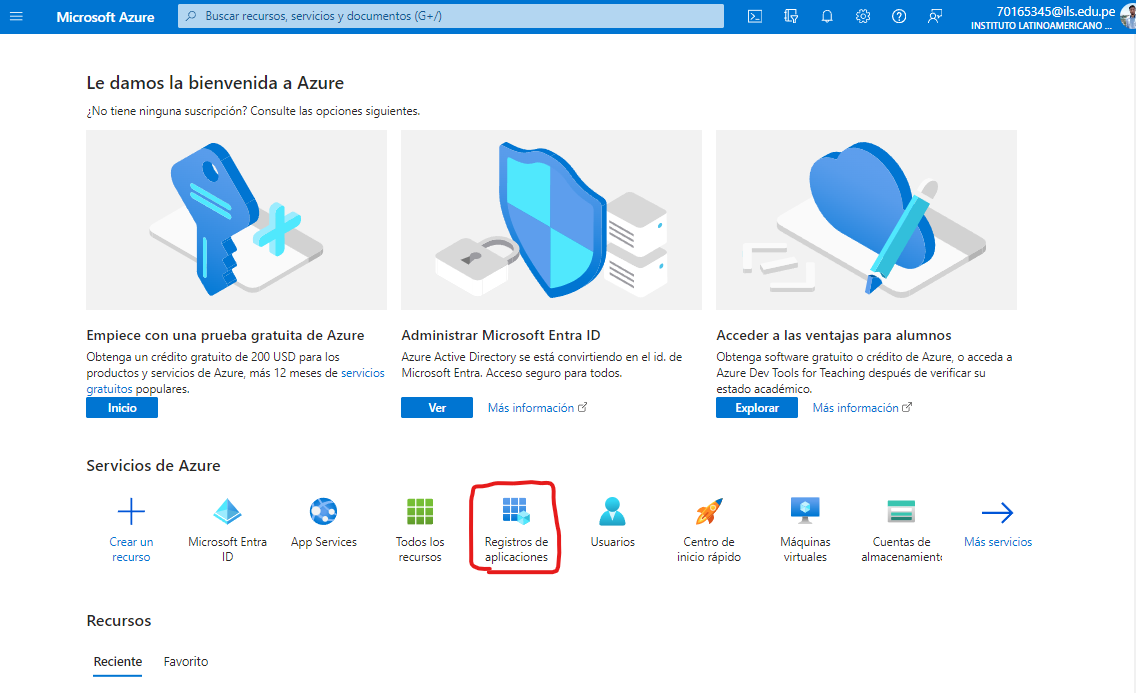 Microsoft Azure
Buscar recursos, servicios y documentos (G+/)
70165345@ils.edu.pe
INSTITUTO LATINOAMERICANO ...
Le damos la bienvenida a Azure
¿No tiene ninguna suscripción? Consulte las opciones siguientes.
Empiece con una prueba gratuita de Azure
Obtenga un crédito gratuito de 200 USD para los
productos y servicios de Azure, más 12 meses de servicios
gratuitos populares.
Inicio
Administrar Microsoft Entra ID
Azure Active Directory se está convirtiendo en el id. de
Microsoft Entra. Acceso seguro para todos.
Ver
Más información
Acceder a las ventajas para alumnos
Obtenga software gratuito o crédito de Azure, o acceda a
Azure Dev Tools for Teaching después de verificar su
estado académico.
Explorar
Más información
Servicios de Azure
Crear un
recurso
Microsoft Entra
ID
App Services
Todos los
recursos
Registros de
aplicaciones
Usuarios
Centro de
inicio rápido
Máquinas
virtuales
Cuentas de
almacenamiento
Más servicios
Recursos
Reciente
Favorito